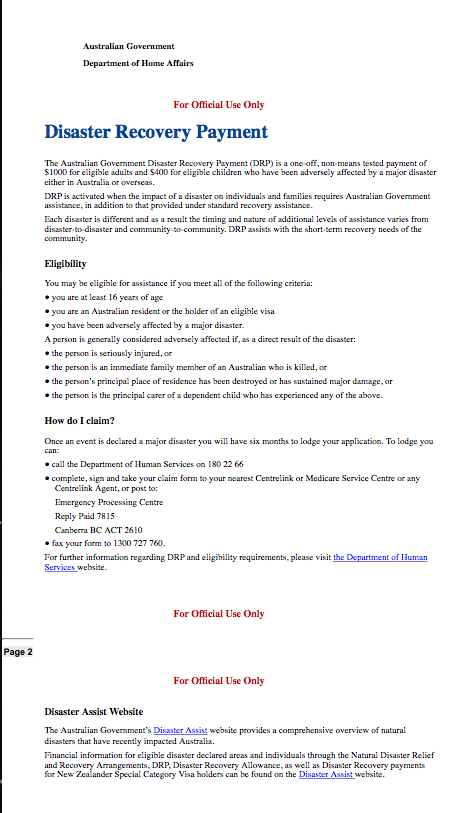 Australian Government
Department of Home Affairs
For Official Use Only
Disaster Recovery Payment
The Australian Government Disaster Recovery Payment (DRP) is a one-off, non-means tested payment of
$1000 for eligible adults and $400 for eligible children who have been adversely affected by a major disaster
either in Australia or overseas.
DRP is activated when the impact of a disaster on individuals and families requires Australian Government
assistance, in addition to that provided under standard recovery assistance.
Each disaster is different and as a result the timing and nature of additional levels of assistance varies from
disaster-to-disaster and community-to-community. DRP assists with the short-term recovery needs of the
community.
Eligibility
You may be eligible for assistance if you meet all of the following criteria:
• you are at least 16 years of age
• you are an Australian resident or the holder of an eligible visa
• you have been adversely affected by a major disaster.
A person is generally considered adversely affected if, as a direct result of the disaster:
• the person is seriously injured, or
• the person is an immediate family member of an Australian who is killed, or
• the person's principal place of residence has been destroyed or has sustained major damage, or
• the person is the principal carer of a dependent child who has experienced any of the above.
How do I claim?
Once an event is declared a major disaster you will have six months to lodge your application. To lodge you
can:
• call the Department of Human Services on 180 22 66
• complete, sign and take your claim form to your nearest Centrelink or Medicare Service Centre or any
Centrelink Agent, or post to:
Emergency Processing Centre
Reply Paid 7815
Canberra BC ACT 2610
• fax your form to 1300 727 760.
For further information regarding DRP and eligibility requirements, please visit the Department of Human
Services website.
For Official Use Only
Page 2
For Official Use Only
Disaster Assist Website
The Australian Government's Disaster Assist website provides a comprehensive overview of natural
disasters that have recently impacted Australia.
Financial information for eligible disaster declared areas and individuals through the Natural Disaster Relief
and Recovery Arrangements, DRP, Disaster Recovery Allowance, as well as Disaster Recovery payments
for New Zealander Special Category Visa holders can be found on the Disaster Assist website.